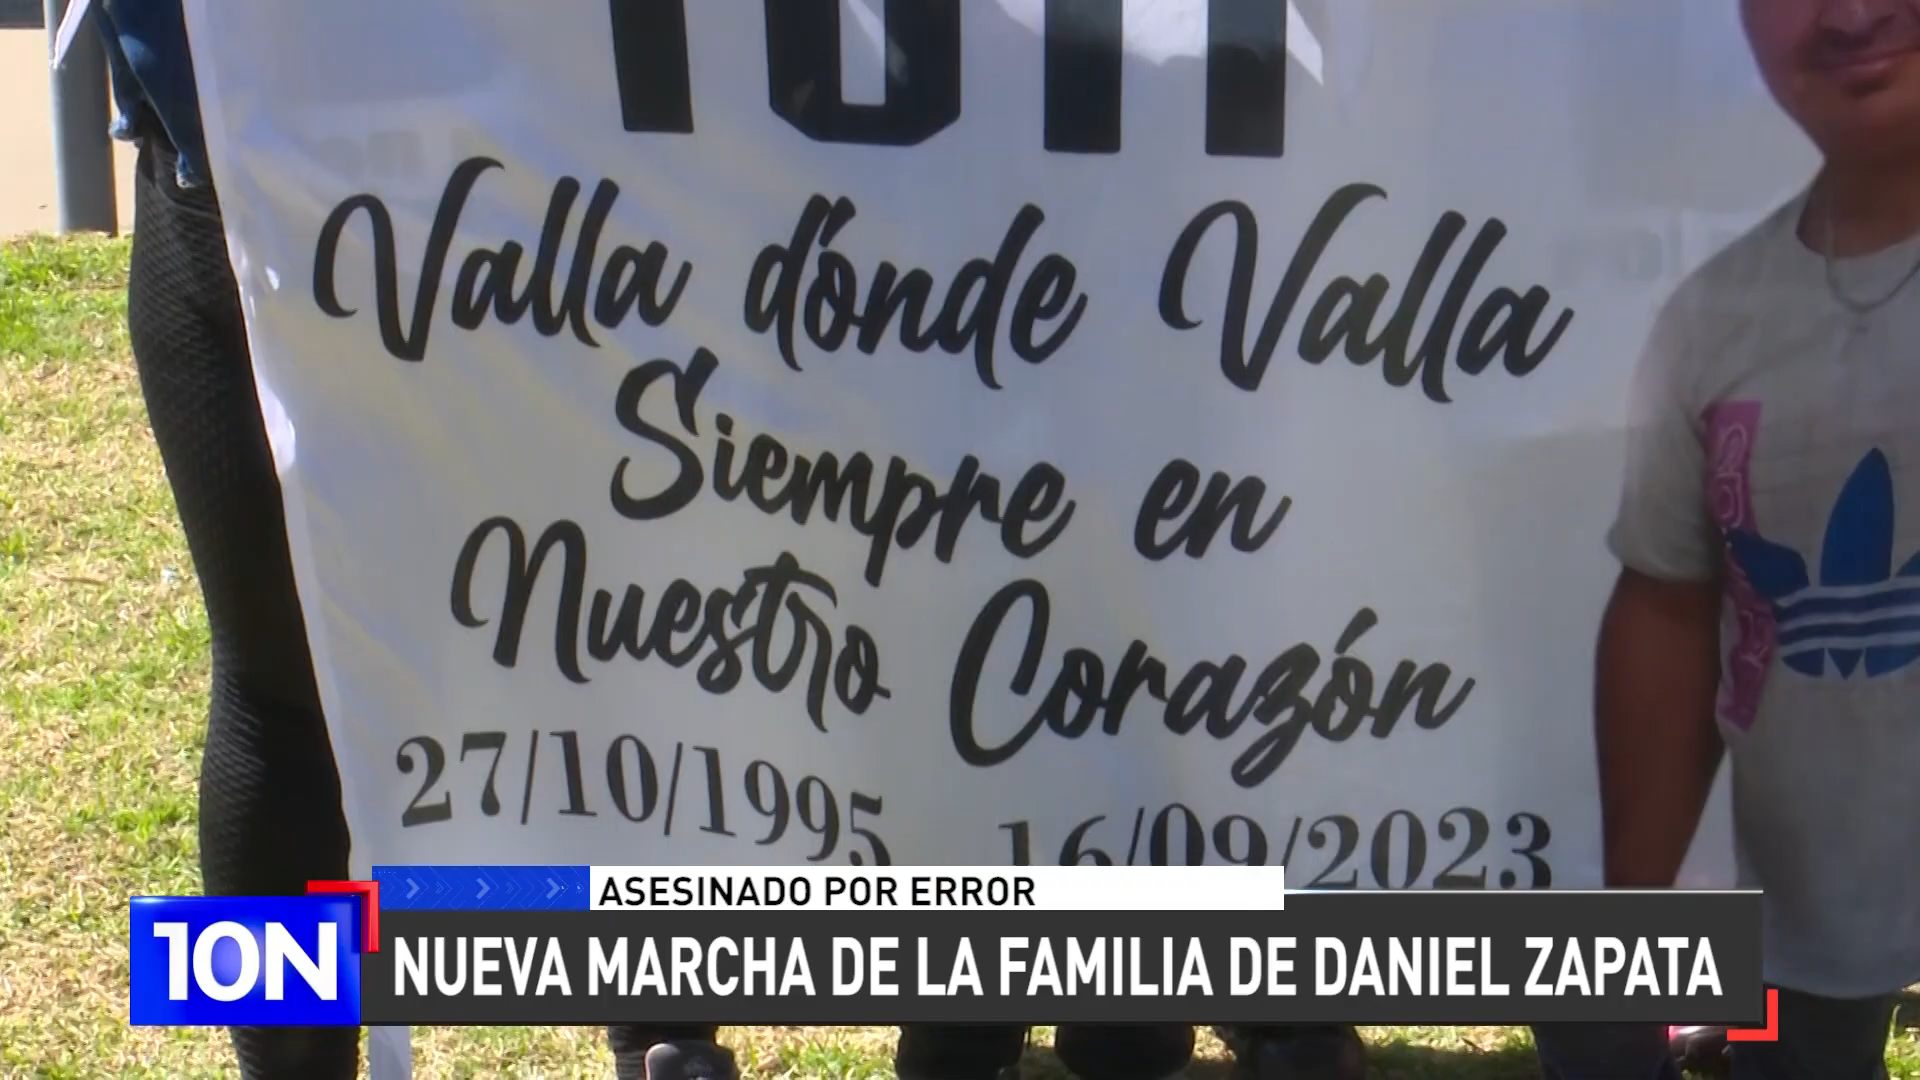 Valla dónde Valla
Siempre en
Nuestro Corazón
27/10/1995 16/09/2023
ASESINADO POR ERROR
10N
NUEVA MARCHA DE LA FAMILIA DE DANIEL ZAPATA